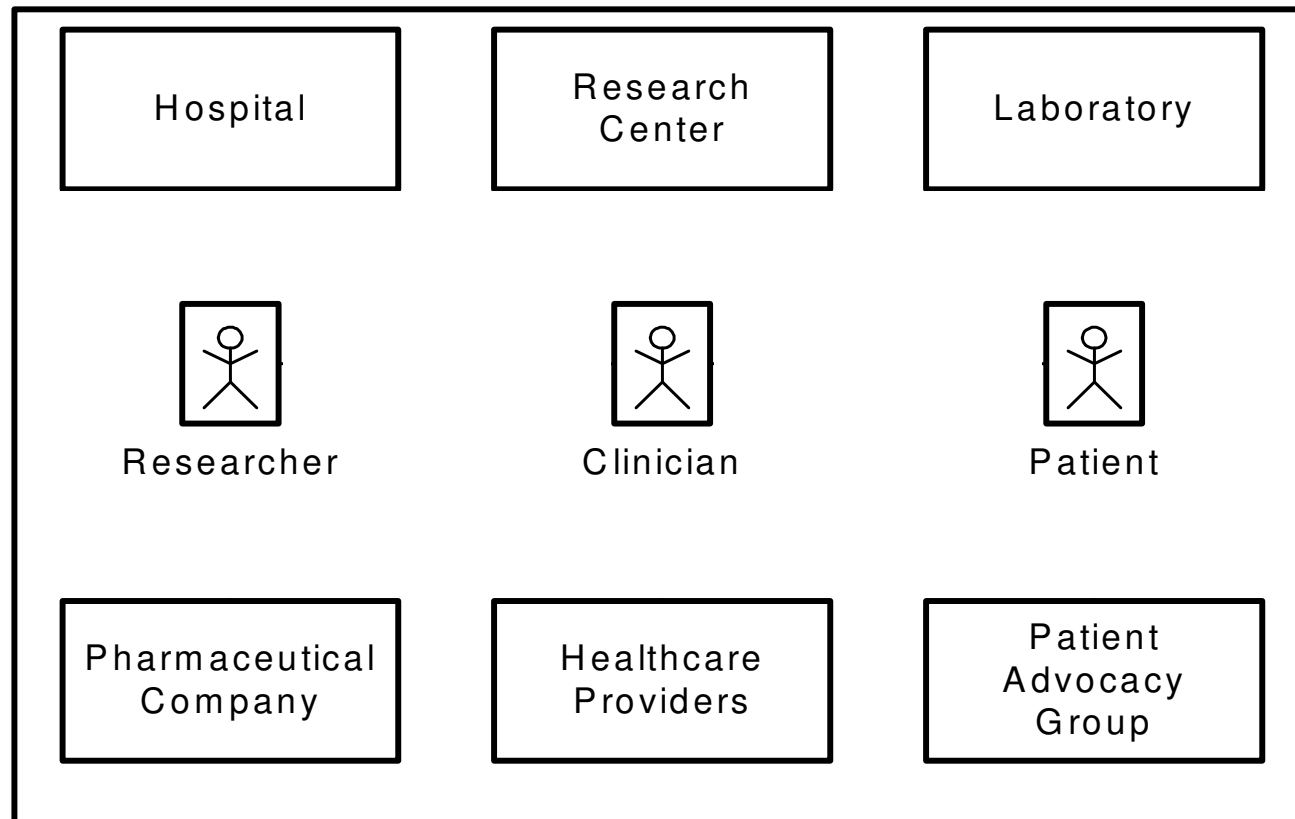 Hospital
Research
Center
Laboratory
Researcher
Clinician
Patient
Pharmaceutical
Company
Healthcare
Providers
Patient
Advocacy
Group